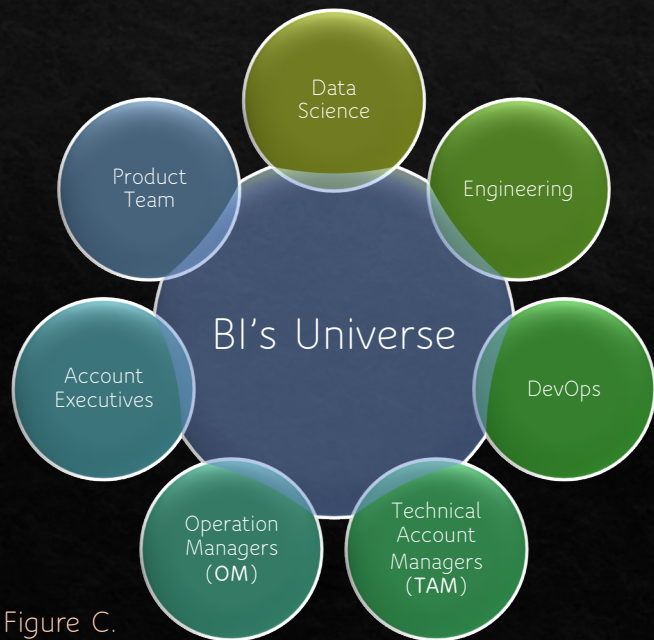 Data
Science
Product
Team
Engineering
BI's Universe
Account
Executives
DevOps
Operation
Managers
(OM)
Technical
Account
Managers
(TAM)
Figure C.